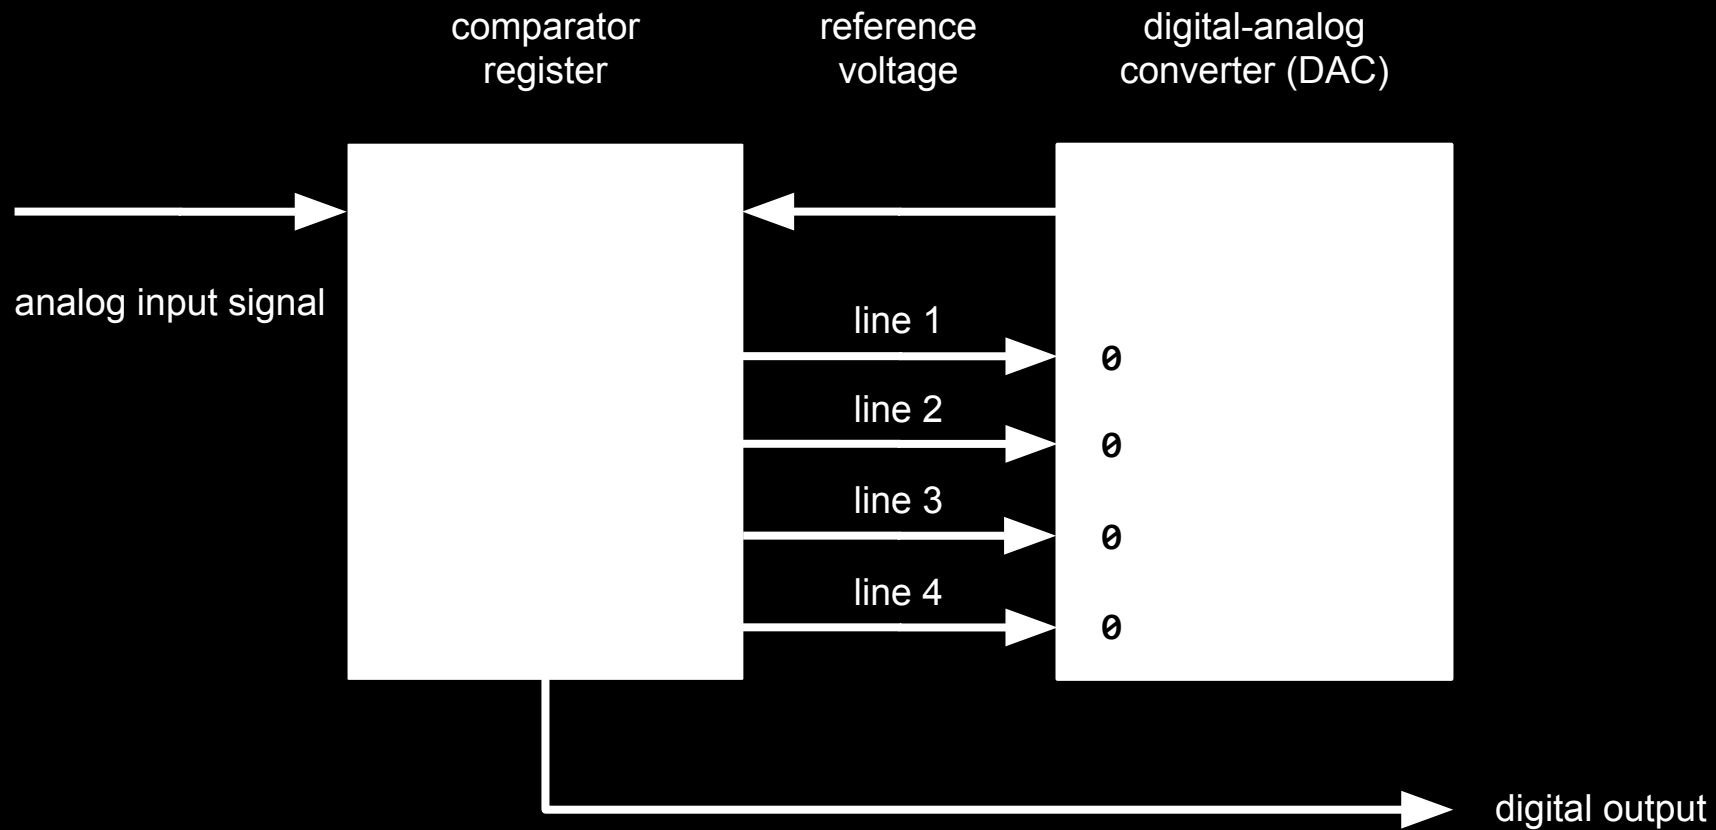 comparator
register
reference
voltage
digital-analog
converter (DAC)
analog input signal
line 1
0
line 2
0
line 3
0
line 4
0
digital output